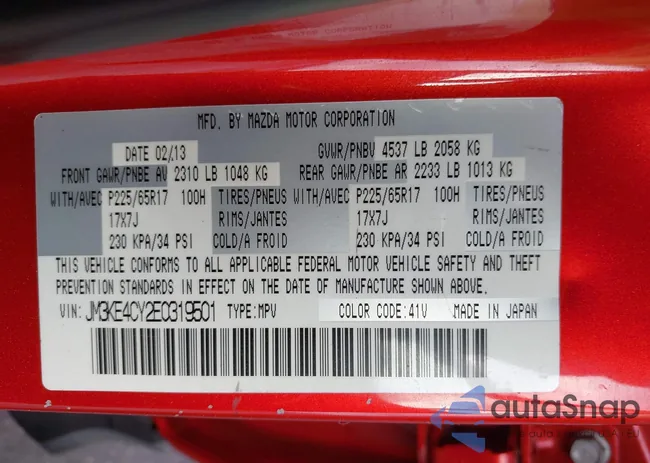 MFD. BY MAZDA MOTOR CORPORATION
DATE 02/13 GVWR/PNBV 4537 LB 2058 KG
FRONT GAWR/PNBE AV 2310 LB 1048 KG REAR GAWR/PNBE AR 2233 LB 1013 KG
WITH/AVEC P225/65R17 100H TIRES/PNEUS WITH/AVEC P225/65R17 100H TIRES/PNEUS
17X7J RIMS/JANTES 17X7J RIMS/JANTES
230 KPA/34 PSI COLD/A FROID 230 KPA/34 PSI COLD/A FROID
THIS VEHICLE CONFORMS TO ALL APPLICABLE FEDERAL MOTOR VEHICLE SAFETY AND THEFT
PREVENTION STANDARDS IN EFFECT ON THE DATE OF MANUFACTURE SHOWN ABOVE.
VIN: JM3KE4CY2E0319501 TYPE:MPV COLOR CODE:41V MADE IN JAPAN
autaSnap